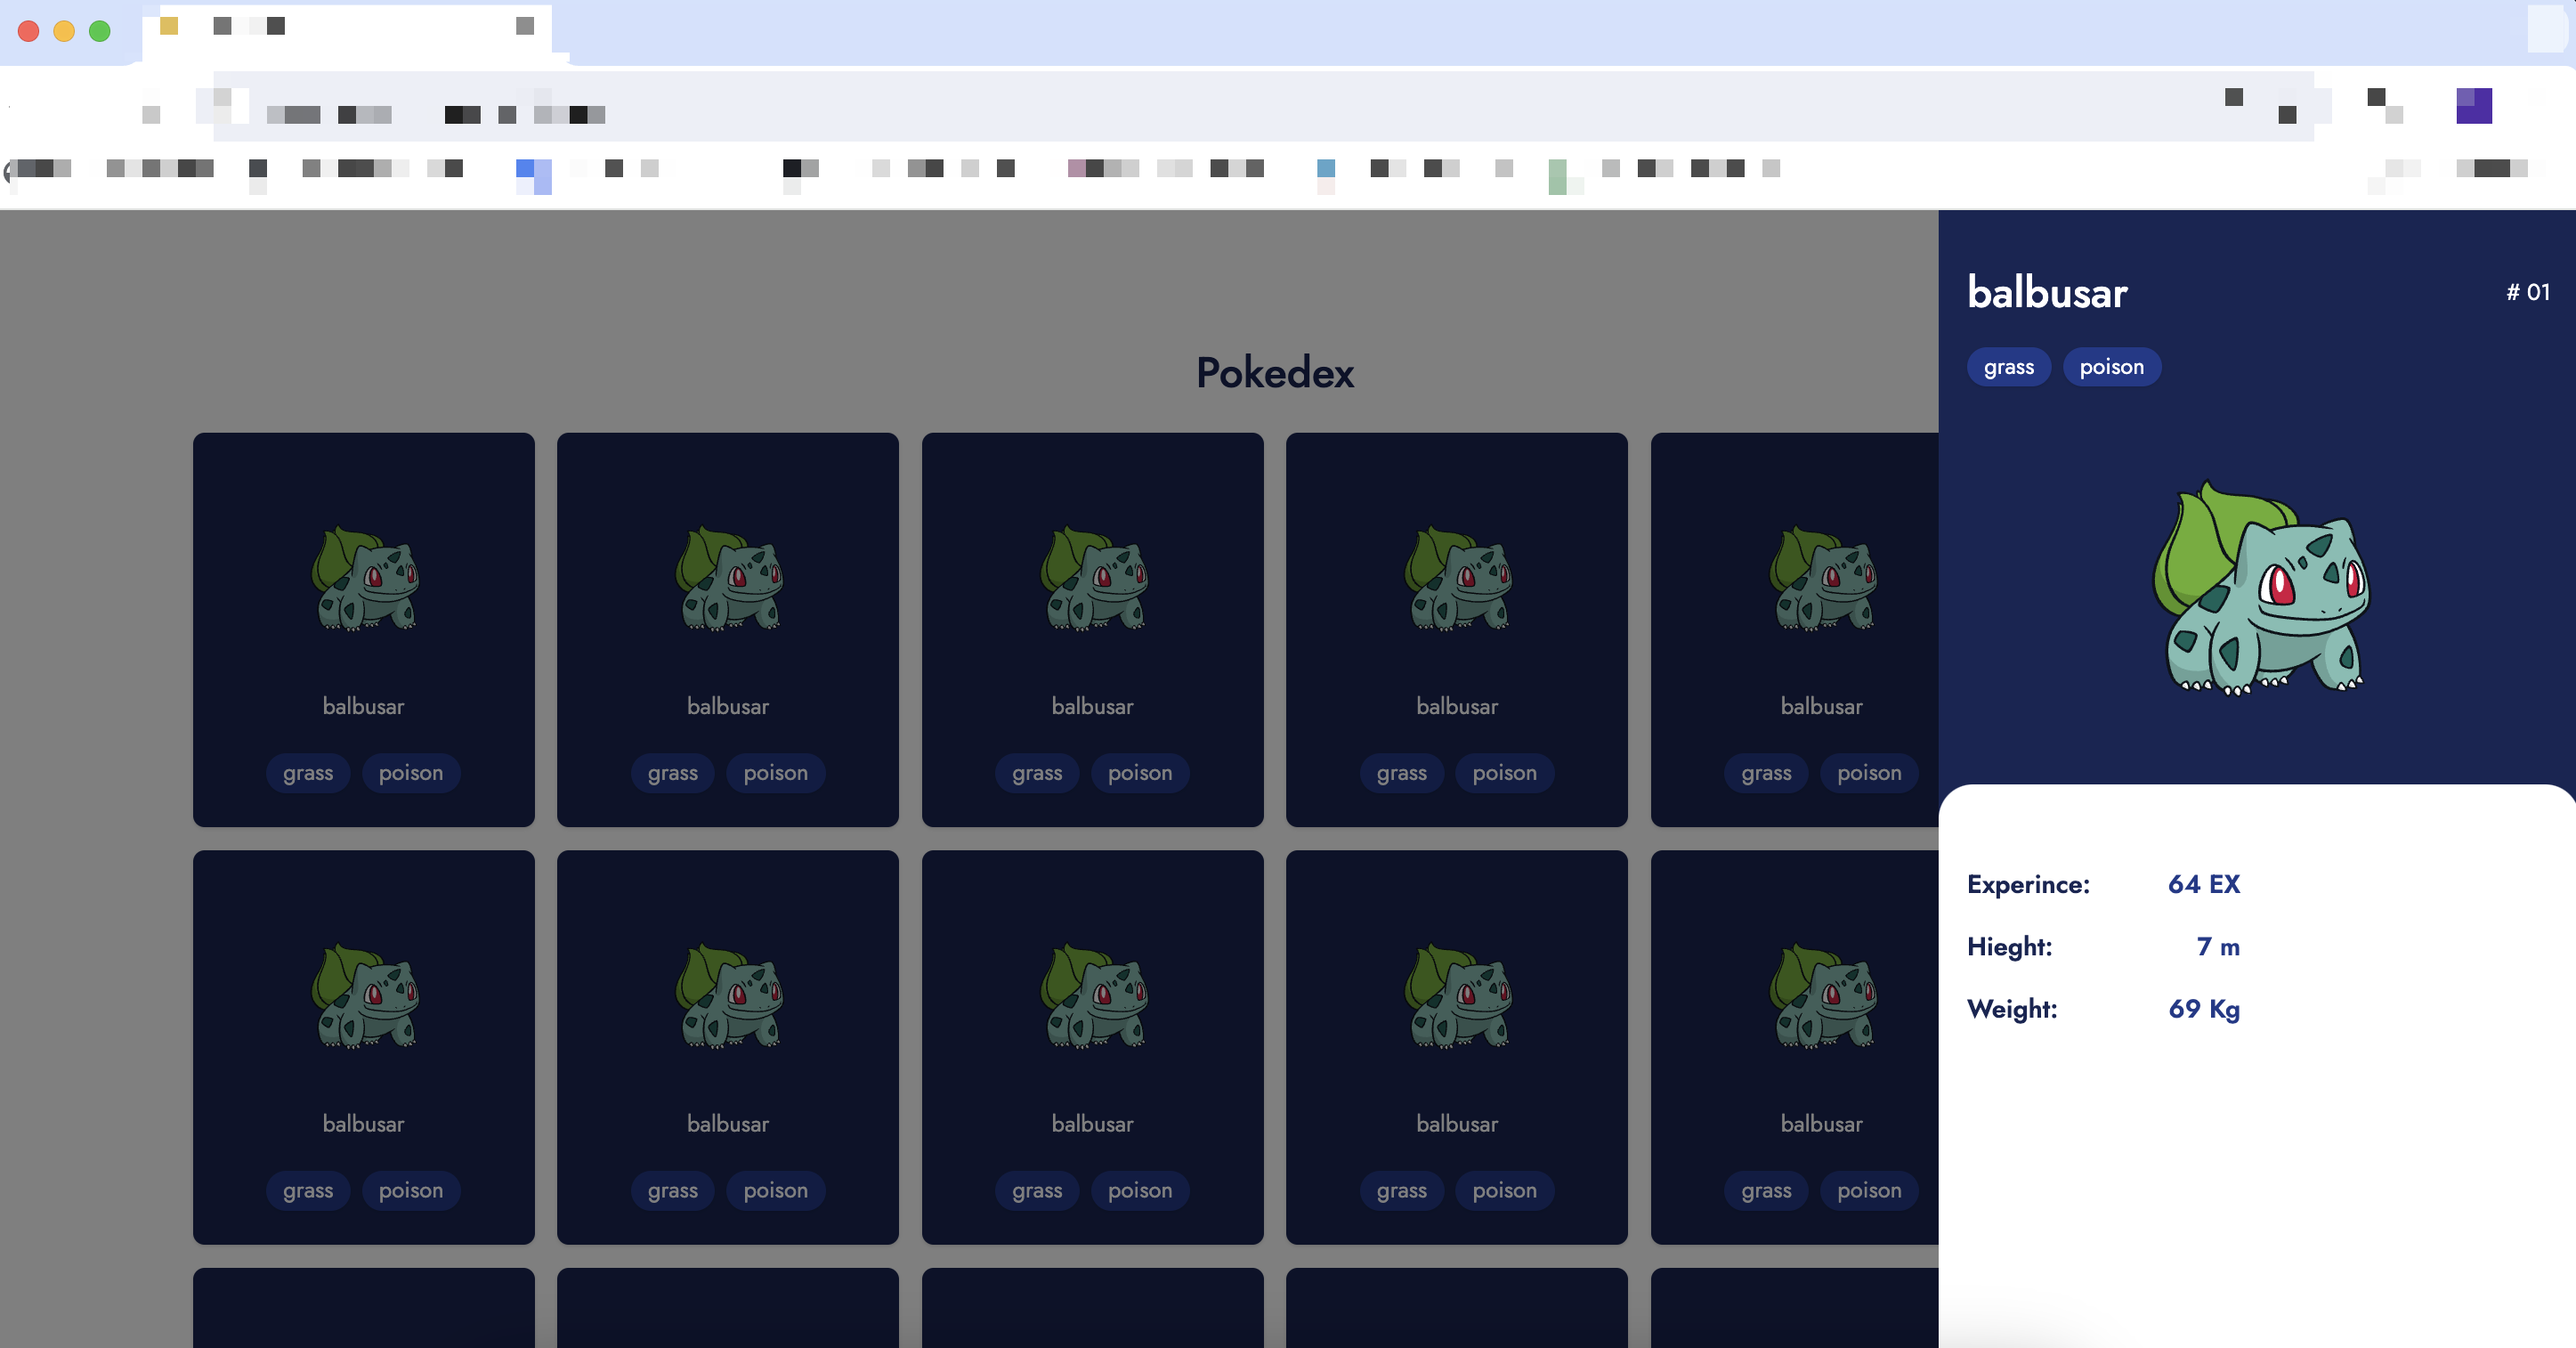 balbusar # 01
grass poison
Pokedex
balbusar balbusar balbusar balbusar balbusar
grass poison grass poison grass poison grass poison grass poison
balbusar balbusar balbusar balbusar balbusar
grass poison grass poison grass poison grass poison grass poison
Experince: 64 EX
Hieght: 7 m
Weight: 69 Kg